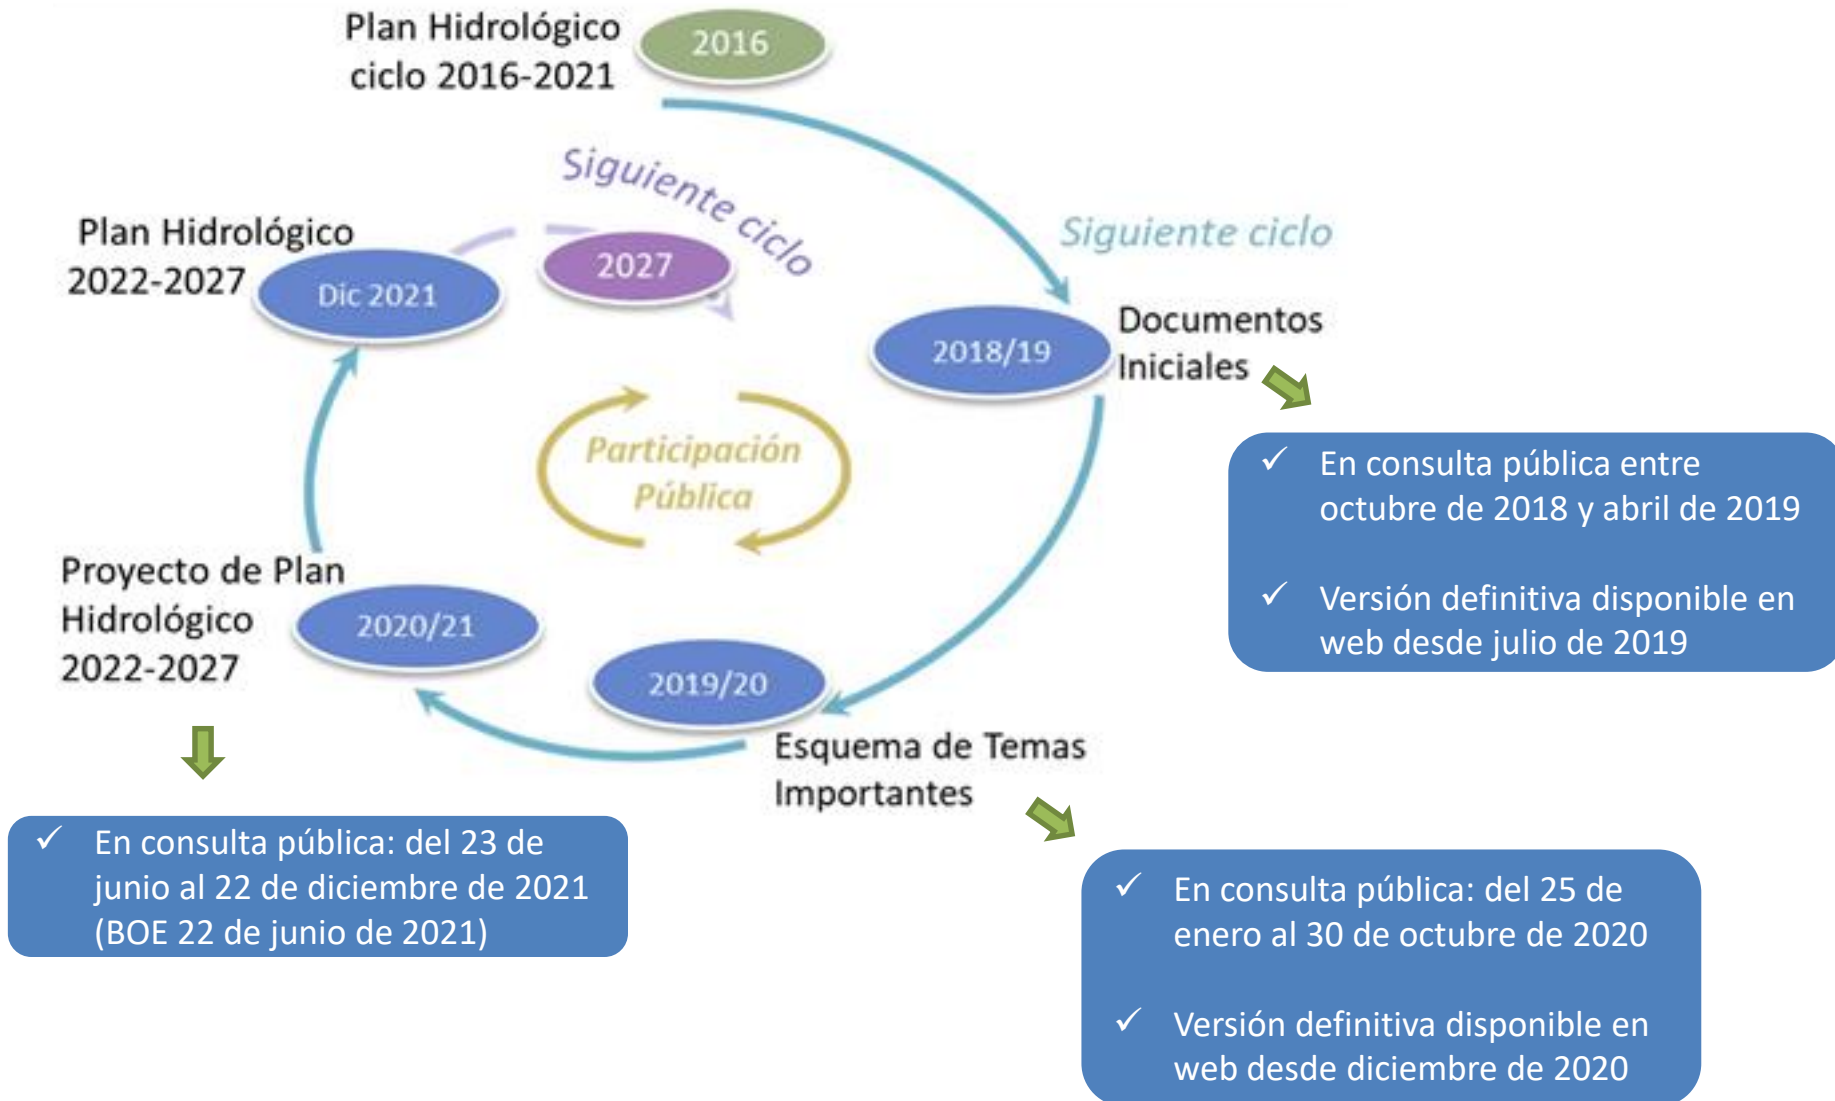 Plan Hidrológico
ciclo 2016-2021
2016
Siguiente ciclo
Siguiente ciclo
Plan Hidrológico
2022-2027
Dic 2021
2027
2018/19
Documentos
Iniciales
✓ En consulta pública entre
octubre de 2018 y abril de 2019
✓ Versión definitiva disponible en
web desde julio de 2019
Participación
Pública
Proyecto de Plan
Hidrológico
2022-2027
2020/21
2019/20
Esquema de Temas
Importantes
✓ En consulta pública: del 23 de
junio al 22 de diciembre de 2021
(BOE 22 de junio de 2021)
✓ En consulta pública: del 25 de
enero al 30 de octubre de 2020
✓ Versión definitiva disponible en
web desde diciembre de 2020